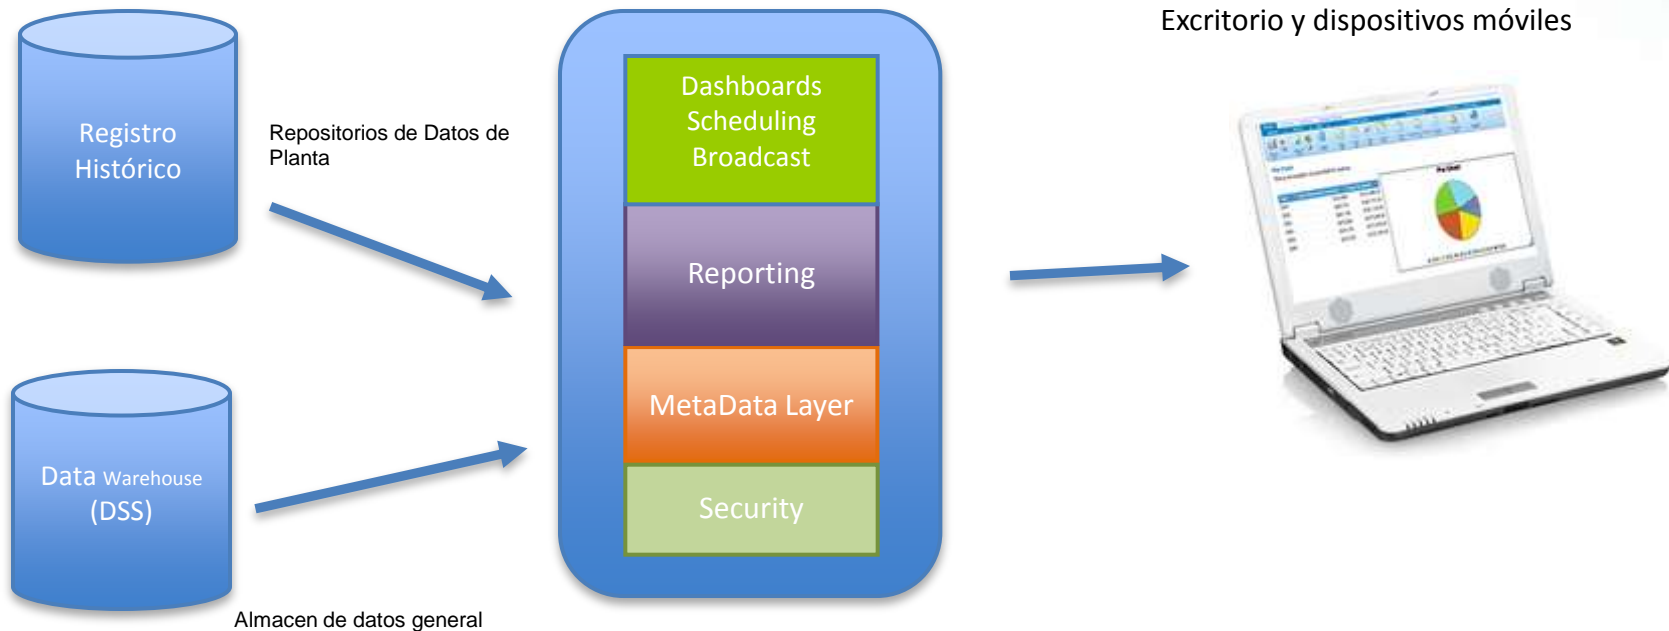 Excritorio y dispositivos móviles
Registro
Histórico
Repositorios de Datos de
Planta
Dashboards
Scheduling
Broadcast
Reporting
MetaData Layer
Security
Data Warehouse
(DSS)
Almacen de datos general